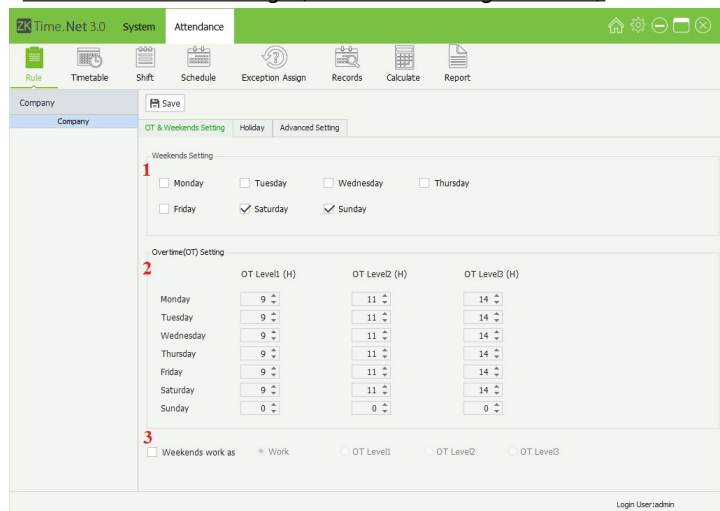 ZK Time.Net 3.0 System Attendance
Rule Timetable Shift Schedule Exception Assign Records Calculate Report
Company Save
Company
OT & Weekends Setting Holiday Advanced Setting
Weekends Setting
1
Monday Tuesday Wednesday Thursday
Friday Saturday Sunday
Overtime(OT) Setting
2
OT Level1 (H) OT Level2 (H) OT Level3 (H)
Monday 9 11 14
Tuesday 9 11 14
Wednesday 9 11 14
Thursday 9 11 14
Friday 9 11 14
Saturday 9 11 14
Sunday 0 0 0
3
Weekends work as Work OT Level1 OT Level2 OT Level3
Login User:admin